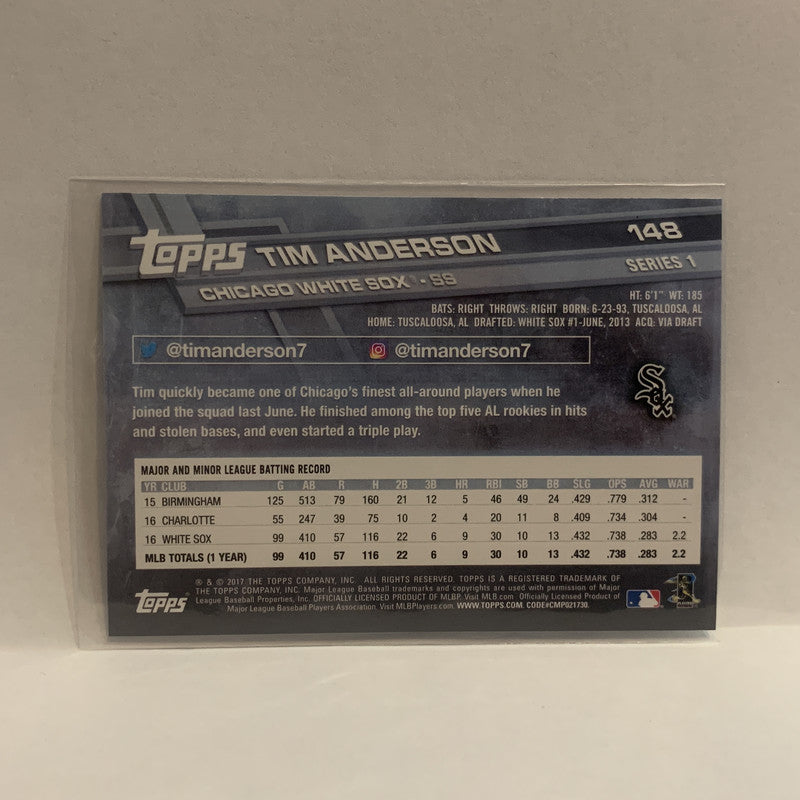 TOPPS TIM ANDERSON 148
CHICAGO WHITE SOX • SS SERIES 1
HT: 6'1" WT: 185
BATS: RIGHT THROWS: RIGHT BORN: 6-23-93, TUSCALOOSA, AL
HOME: TUSCALOOSA, AL DRAFTED: WHITE SOX #1-JUNE, 2013 ACQ: VIA DRAFT
@timanderson7 @timanderson7
Tim quickly became one of Chicago's finest all-around players when he
joined the squad last June. He finished among the top five AL rookies in hits
and stolen bases, and even started a triple play.
Sox
MAJOR AND MINOR LEAGUE BATTING RECORD
YR CLUB G AB R H 2B 3B HR RBI SB BB SLG OPS AVG WAR
15 BIRMINGHAM 125 513 79 160 21 12 5 46 49 24 .429 .779 .312 -
16 CHARLOTTE 55 247 39 75 10 2 4 20 11 8 .409 .734 .304 -
16 WHITE SOX 99 410 57 116 22 6 9 30 10 13 .432 .738 .283 2.2
MLB TOTALS (1 YEAR) 99 410 57 116 22 6 9 30 10 13 .432 .738 .283 2.2
® & © 2017 THE TOPPS COMPANY, INC. ALL RIGHTS RESERVED. TOPPS IS A REGISTERED TRADEMARK OF
THE TOPPS COMPANY, INC. Major League Baseball trademarks and copyrights are used with permission of Major
League Baseball Properties, Inc. OFFICIALLY LICENSED PRODUCT OF MLBP. Visit MLB.com Officially Licensed Product of
Major League Baseball Players Association. Visit MLBPlayers.com. WWW.TOPPS.COM. CODE#CMP021730.
TOPPS